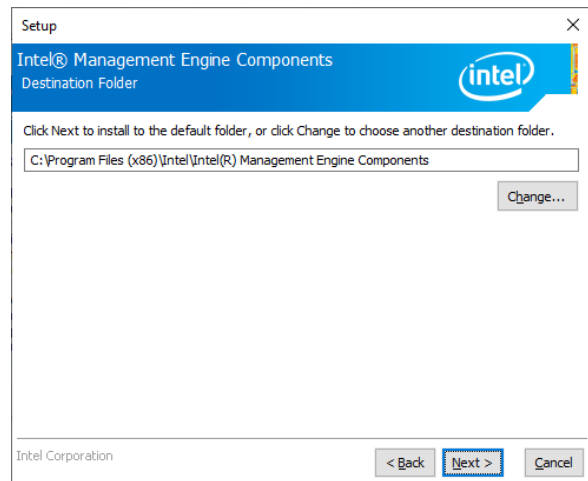 Setup
Intel® Management Engine Components
Destination Folder
intel
Click Next to install to the default folder, or click Change to choose another destination folder.
C:\Program Files (x86)\Intel\Intel(R) Management Engine Components
Change...
Intel Corporation
< Back
Next >
Cancel